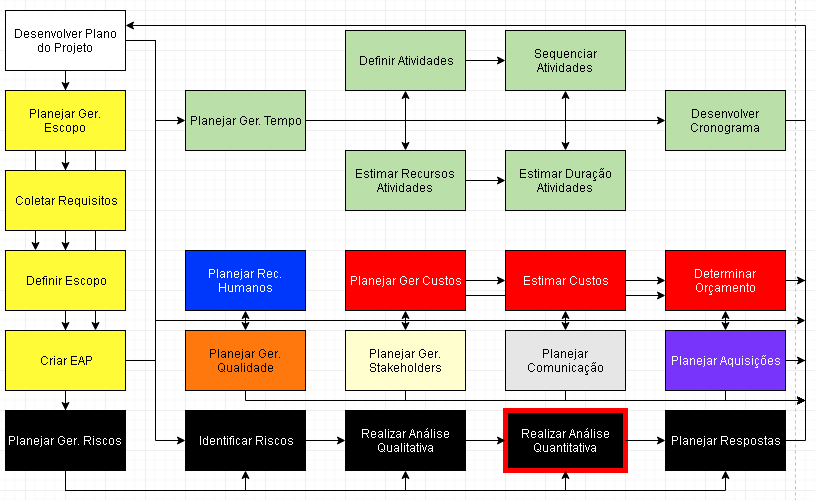 Desenvolver Plano
do Projeto
Definir Atividades
Sequenciar
Atividades
Planejar Ger.
Escopo
Planejar Ger. Tempo
Desenvolver
Cronograma
Coletar Requisitos
Estimar Recursos
Atividades
Estimar Duração
Atividades
Definir Escopo
Planejar Rec.
Humanos
Planejar Ger Custos
Estimar Custos
Determinar
Orçamento
Criar EAP
Planejar Ger.
Qualidade
Planejar Ger.
Stakeholders
Planejar
Comunicação
Planejar Aquisições
Planejar Ger. Riscos
Identificar Riscos
Realizar Análise
Qualitativa
Realizar Análise
Quantitativa
Planejar Respostas